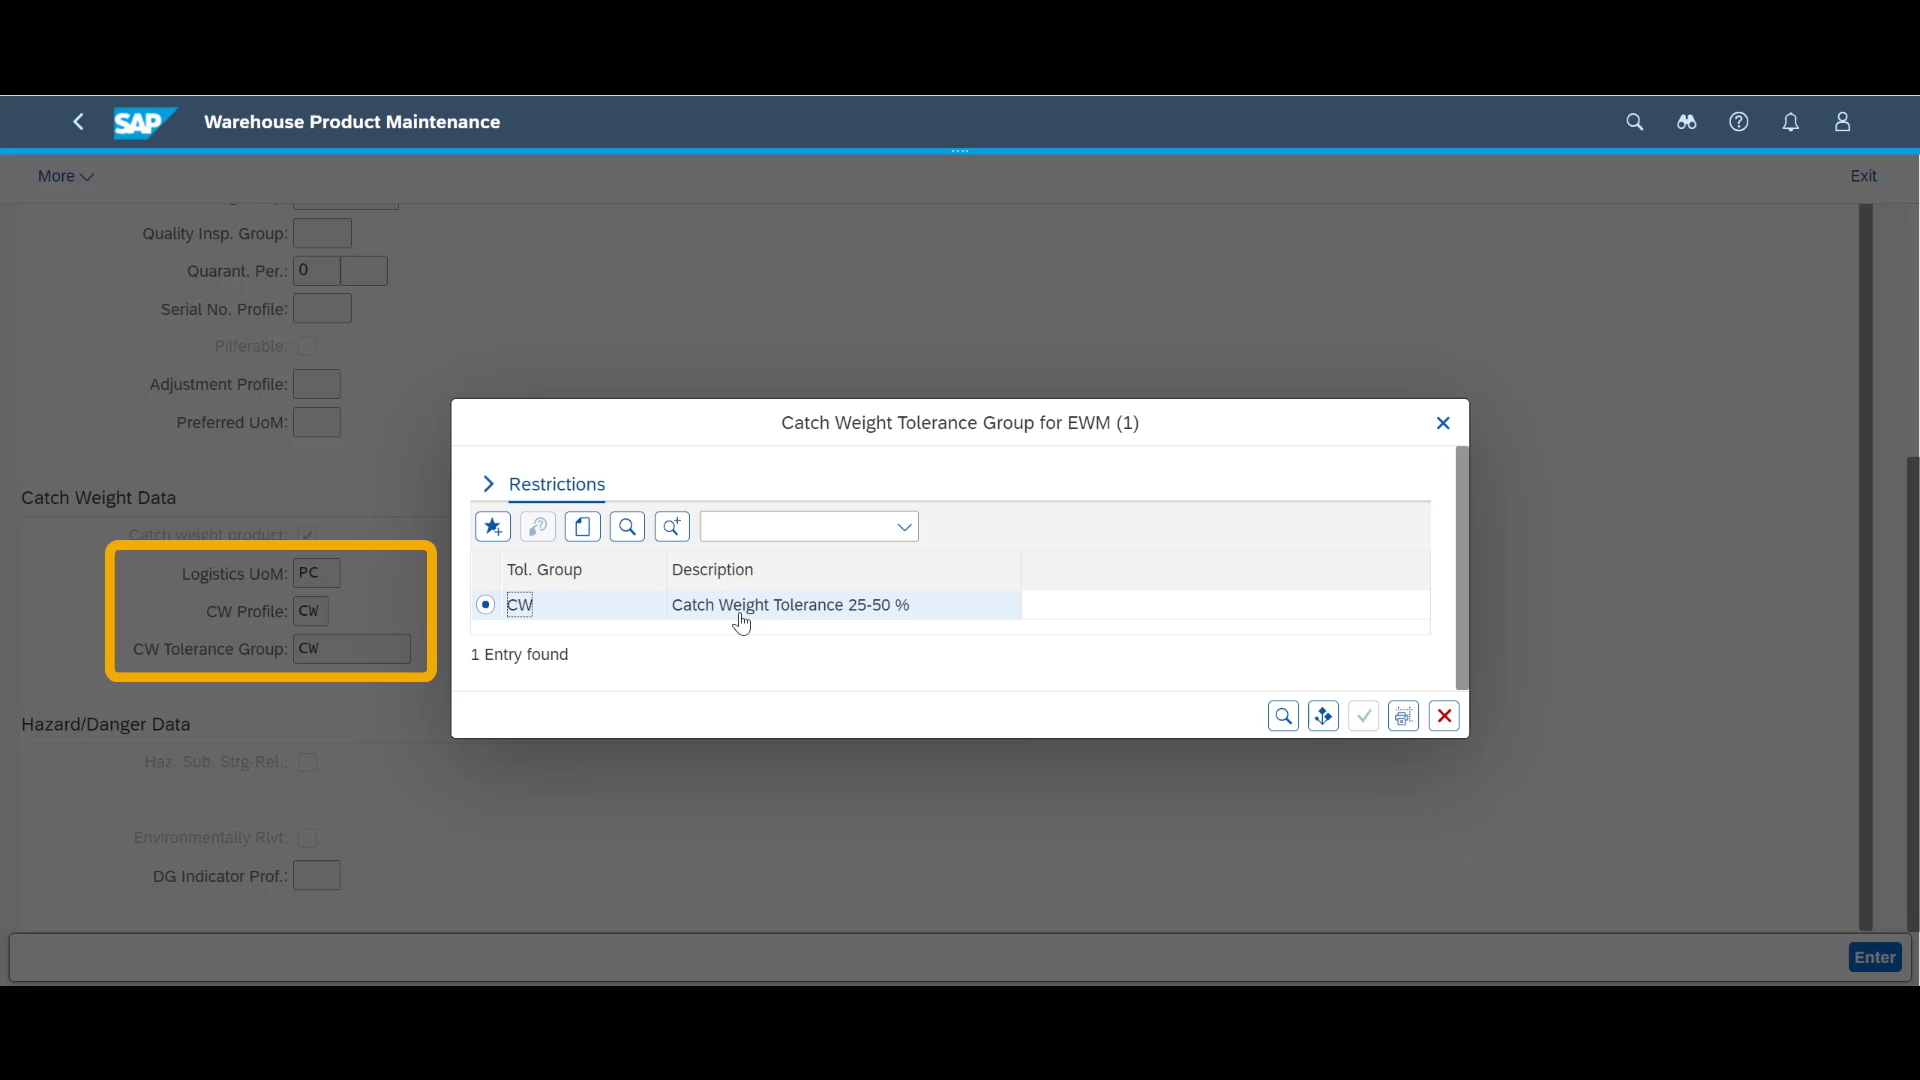 SAP Warehouse Product Maintenance
More
Exit
Quality Insp. Group:
Quarant. Per.: 0
Serial No. Profile:
Pilferable:
Adjustment Profile:
Preferred UoM:
Catch Weight Data
Catch weight product:
Logistics UoM: PC
CW Profile: CW
CW Tolerance Group: CW
Hazard/Danger Data
Haz. Sub. Strg-Rel.:
Environmentally Rlvt:
DG Indicator Prof.:
Catch Weight Tolerance Group for EWM (1)
Restrictions
Tol. Group Description
CW Catch Weight Tolerance 25-50 %
1 Entry found
Enter